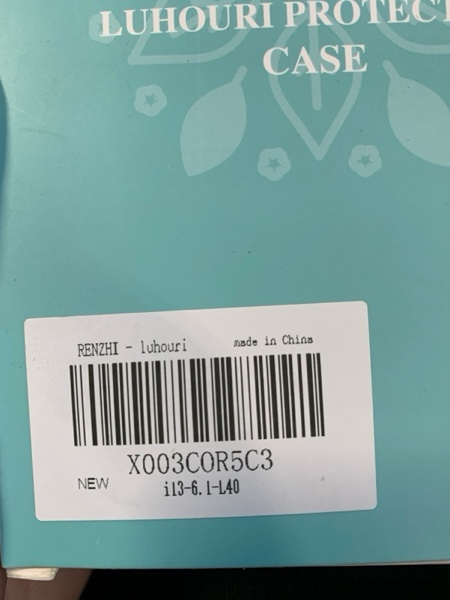 LUHOURI PROTECT
CASE
RENZHI - luhouri made in China
X003COR5C3
NEW
i13-6.1-L40